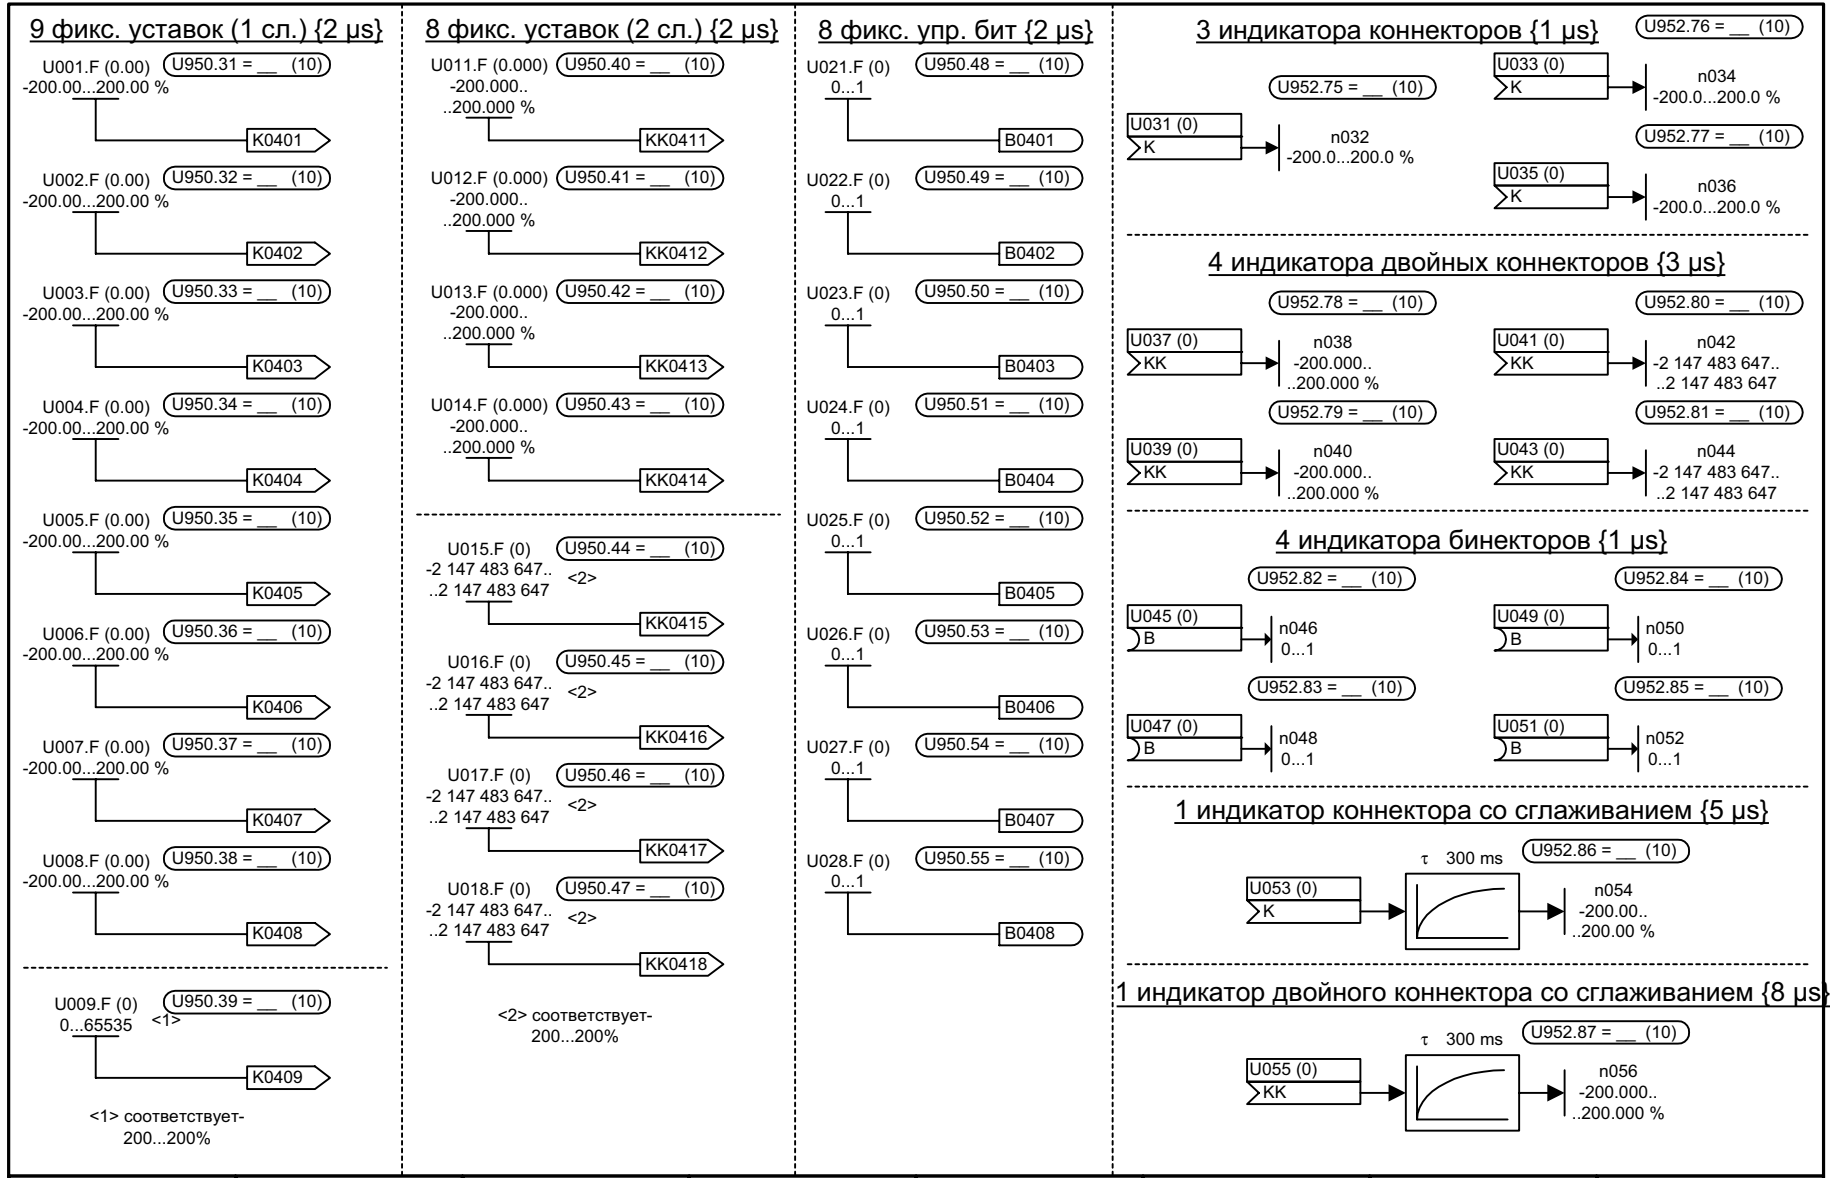 9 фикс. уставок (1 сл.) {2 µs}
U001.F (0.00) U950.31 = __ (10)
-200.00...200.00 %
K0401
U002.F (0.00) U950.32 = __ (10)
-200.00...200.00 %
K0402
U003.F (0.00) U950.33 = __ (10)
-200.00...200.00 %
K0403
U004.F (0.00) U950.34 = __ (10)
-200.00...200.00 %
K0404
U005.F (0.00) U950.35 = __ (10)
-200.00...200.00 %
K0405
U006.F (0.00) U950.36 = __ (10)
-200.00...200.00 %
K0406
U007.F (0.00) U950.37 = __ (10)
-200.00...200.00 %
K0407
U008.F (0.00) U950.38 = __ (10)
-200.00...200.00 %
K0408
U009.F (0) U950.39 = __ (10)
0...65535 <1>
K0409
<1> соответствует-
200...200%
8 фикс. уставок (2 сл.) {2 µs}
U011.F (0.000) U950.40 = __ (10)
-200.000..
..200.000 %
KK0411
U012.F (0.000) U950.41 = __ (10)
-200.000..
..200.000 %
KK0412
U013.F (0.000) U950.42 = __ (10)
-200.000..
..200.000 %
KK0413
U014.F (0.000) U950.43 = __ (10)
-200.000..
..200.000 %
KK0414
U015.F (0) U950.44 = __ (10)
-2 147 483 647.. <2>
..2 147 483 647
KK0415
U016.F (0) U950.45 = __ (10)
-2 147 483 647.. <2>
..2 147 483 647
KK0416
U017.F (0) U950.46 = __ (10)
-2 147 483 647.. <2>
..2 147 483 647
KK0417
U018.F (0) U950.47 = __ (10)
-2 147 483 647.. <2>
..2 147 483 647
KK0418
<2> соответствует-
200...200%
8 фикс. упр. бит {2 µs}
U021.F (0) U950.48 = __ (10)
0...1
B0401
U022.F (0) U950.49 = __ (10)
0...1
B0402
U023.F (0) U950.50 = __ (10)
0...1
B0403
U024.F (0) U950.51 = __ (10)
0...1
B0404
U025.F (0) U950.52 = __ (10)
0...1
B0405
U026.F (0) U950.53 = __ (10)
0...1
B0406
U027.F (0) U950.54 = __ (10)
0...1
B0407
U028.F (0) U950.55 = __ (10)
0...1
B0408
3 индикатора коннекторов {1 µs}
U952.75 = __ (10)
U031 (0)
K
n032
-200.0...200.0 %
U952.76 = __ (10)
U033 (0)
K
n034
-200.0...200.0 %
U952.77 = __ (10)
U035 (0)
K
n036
-200.0...200.0 %
4 индикатора двойных коннекторов {3 µs}
U952.78 = __ (10)
U037 (0)
KK
n038
-200.000..
..200.000 %
U952.80 = __ (10)
U041 (0)
KK
n042
-2 147 483 647..
..2 147 483 647
U952.79 = __ (10)
U039 (0)
KK
n040
-200.000..
..200.000 %
U952.81 = __ (10)
U043 (0)
KK
n044
-2 147 483 647..
..2 147 483 647
4 индикатора бинекторов {1 µs}
U952.82 = __ (10)
U045 (0)
B
n046
0...1
U952.84 = __ (10)
U049 (0)
B
n050
0...1
U952.83 = __ (10)
U047 (0)
B
n048
0...1
U952.85 = __ (10)
U051 (0)
B
n052
0...1
1 индикатор коннектора со сглаживанием {5 µs}
τ 300 ms U952.86 = __ (10)
U053 (0)
K
n054
-200.00..
..200.00 %
1 индикатор двойного коннектора со сглаживанием {8 µs}
τ 300 ms U952.87 = __ (10)
U055 (0)
KK
n056
-200.000..
..200.000 %